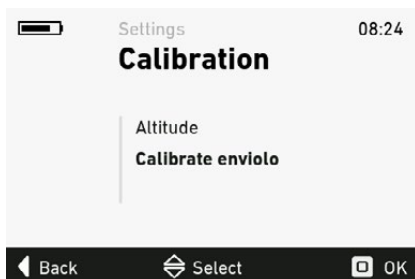 Settings
08:24
Calibration
Altitude
Calibrate enviolo
Back
Select
OK